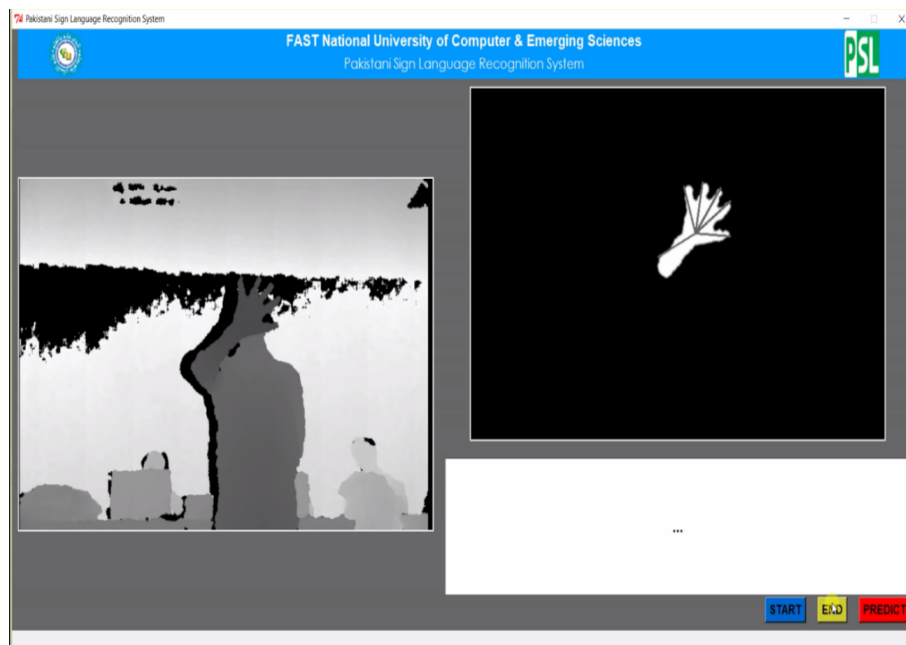 Pakistani Sign Language Recognition System
FAST National University of Computer & Emerging Sciences
Pakistani Sign Language Recognition System
PSL
...
START
END
PREDICT